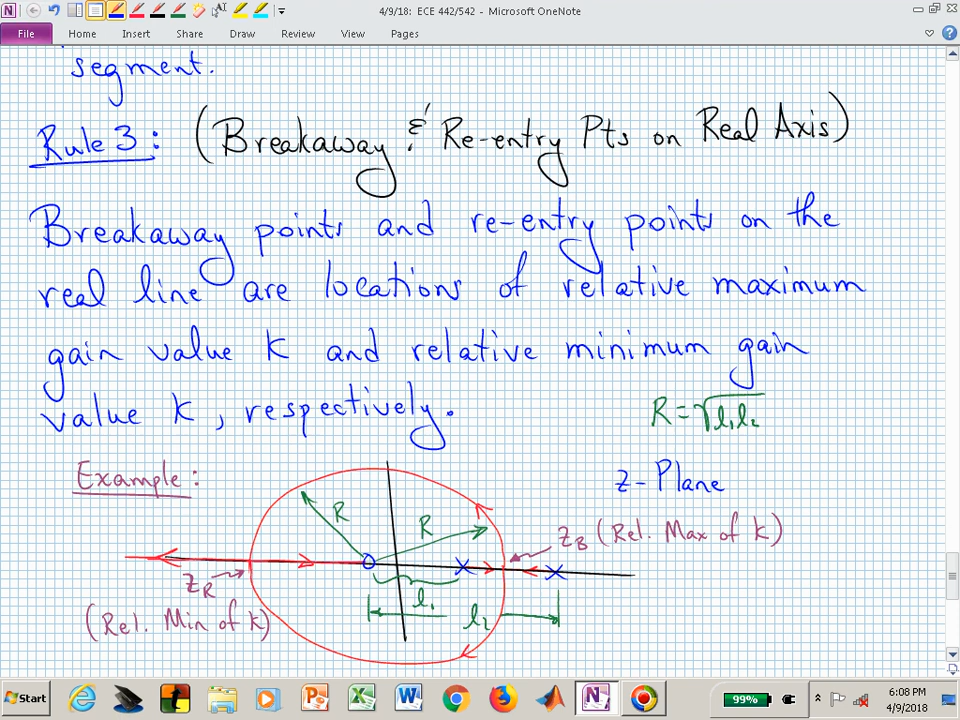 4/9/18: ECE 442/542 - Microsoft OneNote
File Home Insert Share Draw Review View Pages
segment.
Rule 3: (Breakaway & Re-entry Pts on Real Axis)
Breakaway points and re-entry points on the
real line are locations of relative maximum
gain value K and relative minimum gain
value K, respectively.
R = √l₁l₂
Example:
z-Plane
R
R
z_B (Rel. Max of K)
z_R
l₁
(Rel. Min of K)
l₂
Start
99%
6:08 PM
4/9/2018